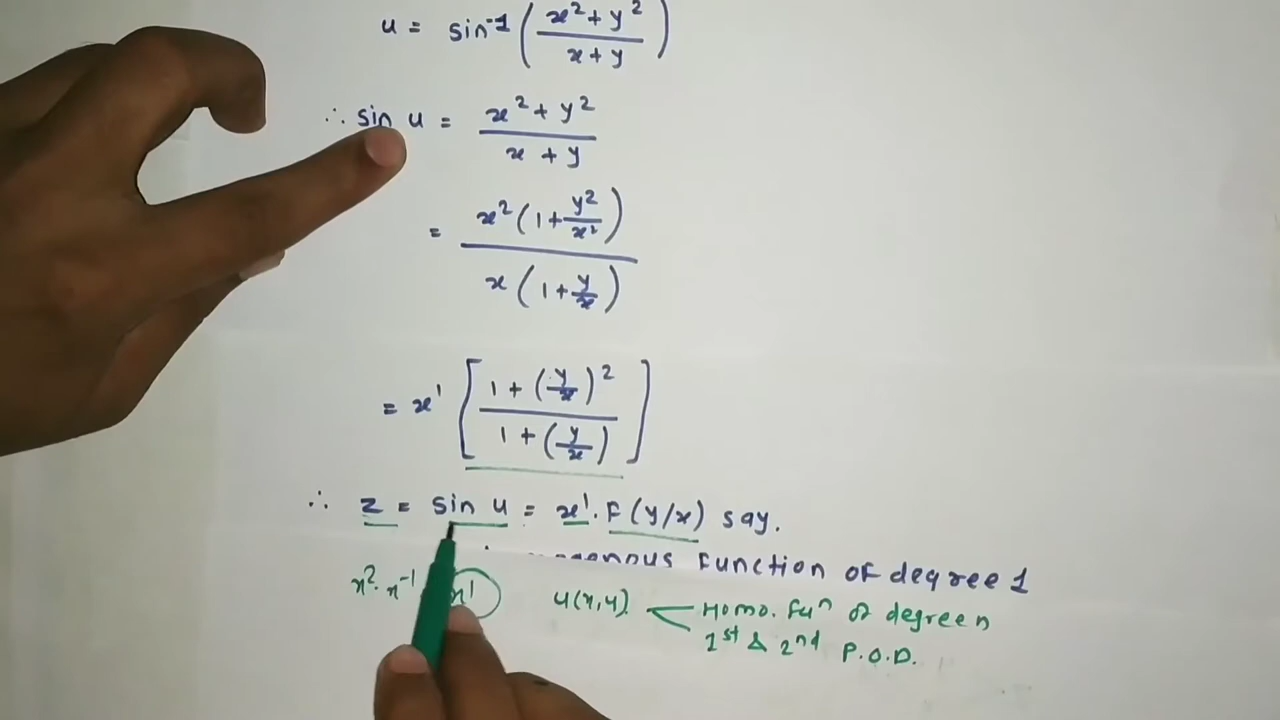 u = sin⁻¹ ( x² + y² / x + y )
∴ sin u = x² + y² / x + y
= x² ( 1 + y²/x² ) / x ( 1 + y/x )
= x¹ [ 1 + (y/x)² / 1 + (y/x) ]
∴ z = sin u = x¹ . F (y/x) say.
function of degree 1
x² . x⁻¹ x¹
u(x,y) Homo. Fuⁿ of degree n
1st & 2nd P.O.D.